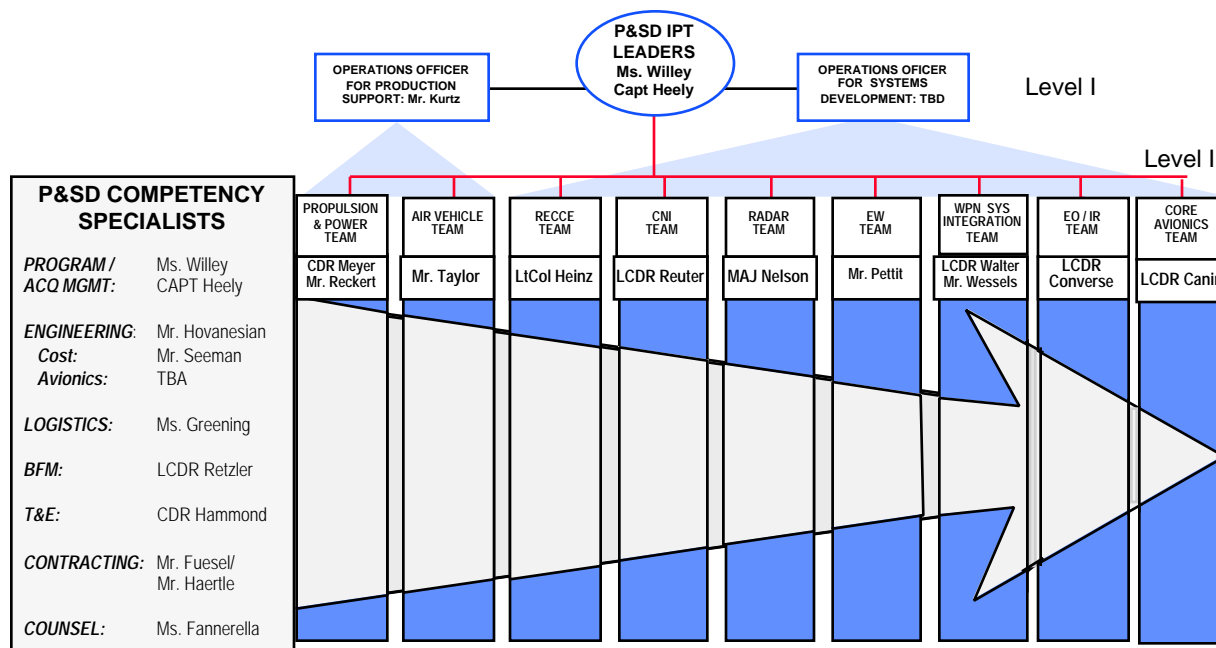 P&SD IPT
LEADERS
Ms. Willey
Capt Heely
OPERATIONS OFFICER
FOR PRODUCTION
SUPPORT: Mr. Kurtz
OPERATIONS OFICER
FOR SYSTEMS
DEVELOPMENT: TBD
Level I
Level I
P&SD COMPETENCY
SPECIALISTS
PROGRAM / Ms. Willey
ACQ MGMT: CAPT Heely
ENGINEERING: Mr. Hovanesian
Cost: Mr. Seeman
Avionics: TBA
LOGISTICS: Ms. Greening
BFM: LCDR Retzler
T&E: CDR Hammond
CONTRACTING: Mr. Fuesel/
Mr. Haertle
COUNSEL: Ms. Fannerella
PROPULSION
& POWER
TEAM
CDR Meyer
Mr. Reckert
AIR VEHICLE
TEAM
Mr. Taylor
RECCE
TEAM
LtCol Heinz
CNI
TEAM
LCDR Reuter
RADAR
TEAM
MAJ Nelson
EW
TEAM
Mr. Pettit
WPN SYS
INTEGRATION
TEAM
LCDR Walter
Mr. Wessels
EO / IR
TEAM
LCDR
Converse
CORE
AVIONICS
TEAM
LCDR Canin